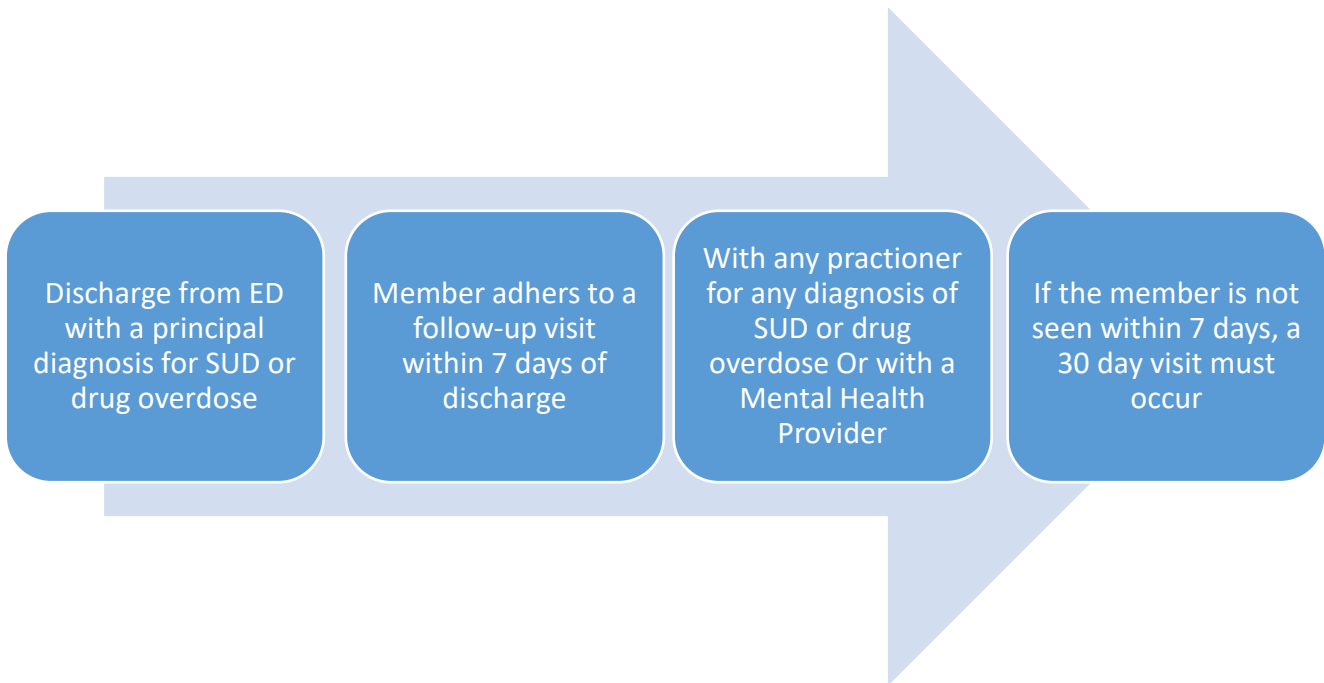 Discharge from ED
with a principal
diagnosis for SUD or
drug overdose
Member adhers to a
follow-up visit
within 7 days of
discharge
With any practioner
for any diagnosis of
SUD or drug
overdose Or with a
Mental Health
Provider
If the member is not
seen within 7 days, a
30 day visit must
occur